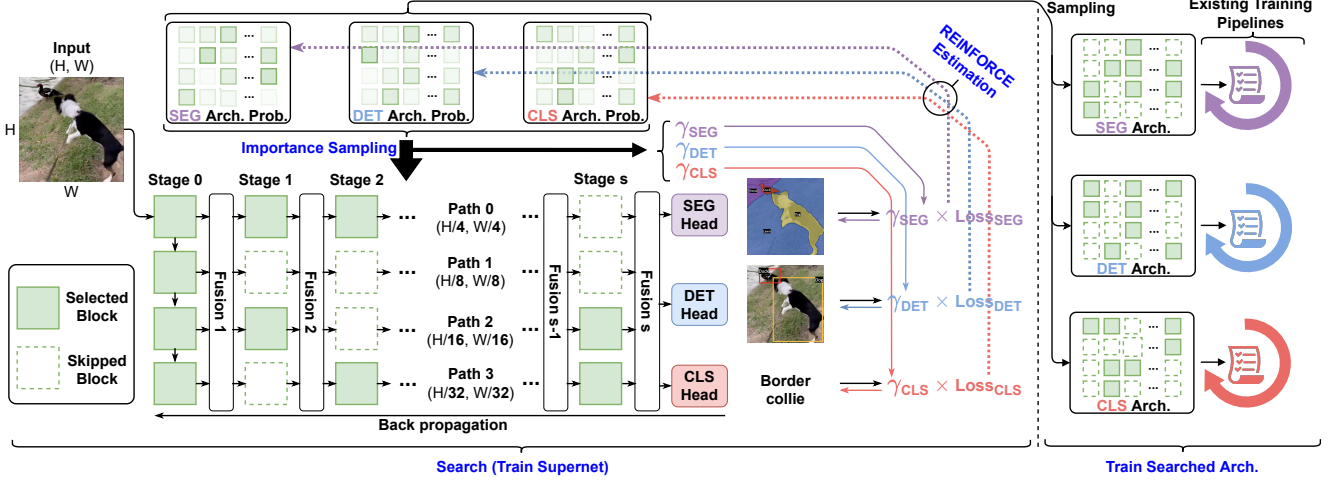 Input
(H, W)
H
W
...
...
...
...
SEG Arch. Prob.
...
...
...
...
DET Arch. Prob.
...
...
...
...
CLS Arch. Prob.
REINFORCE
Estimation
Importance Sampling
γSEG
γDET
γCLS
Stage 0
Stage 1
Stage 2
Stage s
Fusion 1
Fusion 2
Fusion s-1
Fusion s
... Path 0 ...
(H/4, W/4)
... Path 1 ...
(H/8, W/8)
... Path 2 ...
(H/16, W/16)
... Path 3 ...
(H/32, W/32)
SEG
Head
DET
Head
CLS
Head
γSEG × LossSEG
γDET × LossDET
Border
collie
γCLS × LossCLS
Selected
Block
Skipped
Block
Back propagation
Search (Train Supernet)
Sampling
Existing Training
Pipelines
...
...
...
...
SEG Arch.
...
...
...
...
DET Arch.
...
...
...
...
CLS Arch.
Train Searched Arch.